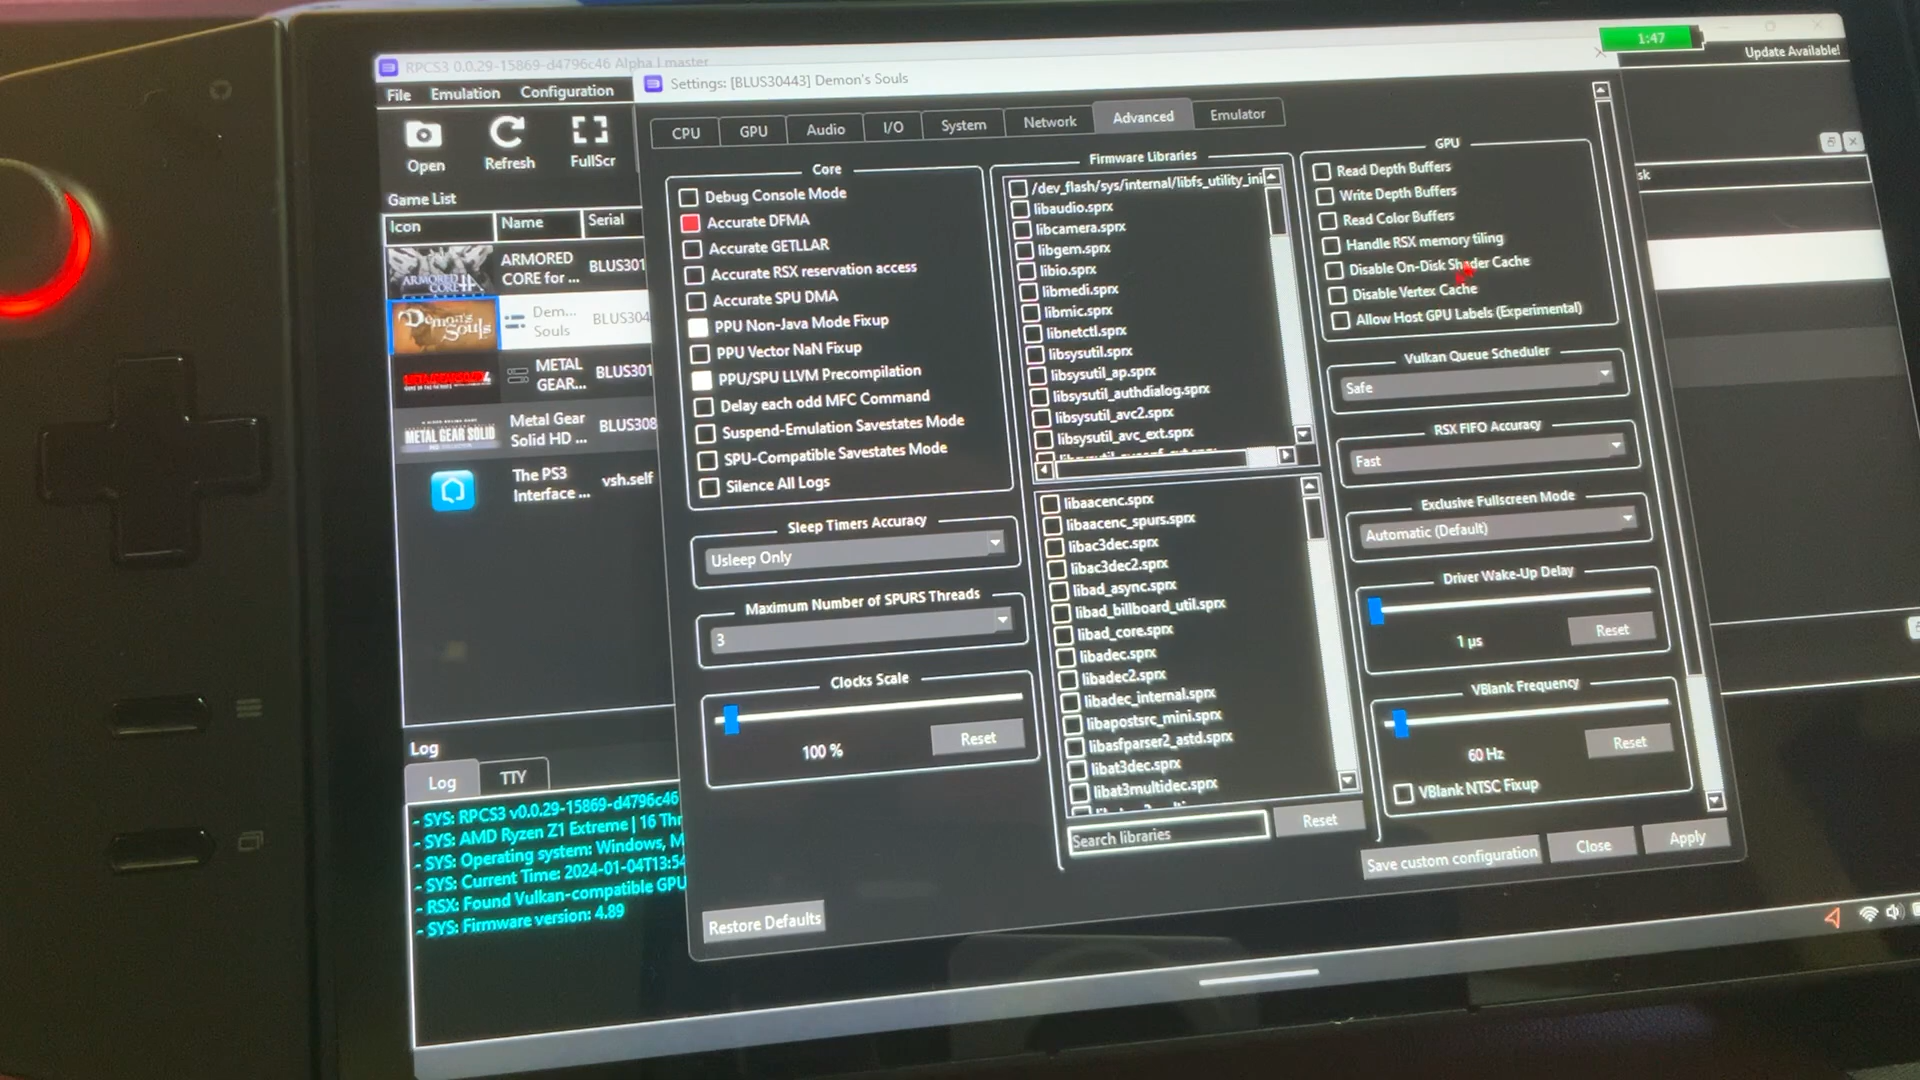 RPCS3 0.0.29-15869-d4796c46 Alpha | master
1:47
Update Available!
File Emulation Configuration
Settings: [BLUS30443] Demon's Souls
Open Refresh FullScr
CPU GPU Audio I/O System Network Advanced Emulator
Game List
Icon Name Serial
ARMORED CORE 4
ARMORED
CORE for ...
BLUS301
Demon's Souls
Dem...
Souls
BLUS304
METAL
GEAR...
BLUS301
METAL GEAR SOLID
Metal Gear
Solid HD ...
BLUS308
The PS3
Interface ...
vsh.self
Core
Debug Console Mode
Accurate DFMA
Accurate GETLLAR
Accurate RSX reservation access
Accurate SPU DMA
PPU Non-Java Mode Fixup
PPU Vector NaN Fixup
PPU/SPU LLVM Precompilation
Delay each odd MFC Command
Suspend-Emulation Savestates Mode
SPU-Compatible Savestates Mode
Silence All Logs
Sleep Timers Accuracy
Usleep Only
Maximum Number of SPURS Threads
3
Clocks Scale
100 %
Reset
Restore Defaults
Firmware Libraries
/dev_flash/sys/internal/libfs_utility_ini
libaudio.sprx
libcamera.sprx
libgem.sprx
libio.sprx
libmedi.sprx
libmic.sprx
libnetctl.sprx
libsysutil.sprx
libsysutil_ap.sprx
libsysutil_authdialog.sprx
libsysutil_avc2.sprx
libsysutil_avc_ext.sprx
libaacenc.sprx
libaacenc_spurs.sprx
libac3dec.sprx
libac3dec2.sprx
libad_async.sprx
libad_billboard_util.sprx
libad_core.sprx
libadec.sprx
libadec2.sprx
libadec_internal.sprx
libapostsrc_mini.sprx
libasfparser2_astd.sprx
libat3dec.sprx
libat3multidec.sprx
Search libraries
Reset
GPU
Read Depth Buffers
Write Depth Buffers
Read Color Buffers
Handle RSX memory tiling
Disable On-Disk Shader Cache
Disable Vertex Cache
Allow Host GPU Labels (Experimental)
Vulkan Queue Scheduler
Safe
RSX FIFO Accuracy
Fast
Exclusive Fullscreen Mode
Automatic (Default)
Driver Wake-Up Delay
1 µs
Reset
VBlank Frequency
60 Hz
Reset
VBlank NTSC Fixup
Save custom configuration Close Apply
sk
Log
Log TTY
- SYS: RPCS3 v0.0.29-15869-d4796c46
- SYS: AMD Ryzen Z1 Extreme | 16 Thr
- SYS: Operating system: Windows, M
- SYS: Current Time: 2024-01-04T13:54
- RSX: Found Vulkan-compatible GPU
- SYS: Firmware version: 4.89